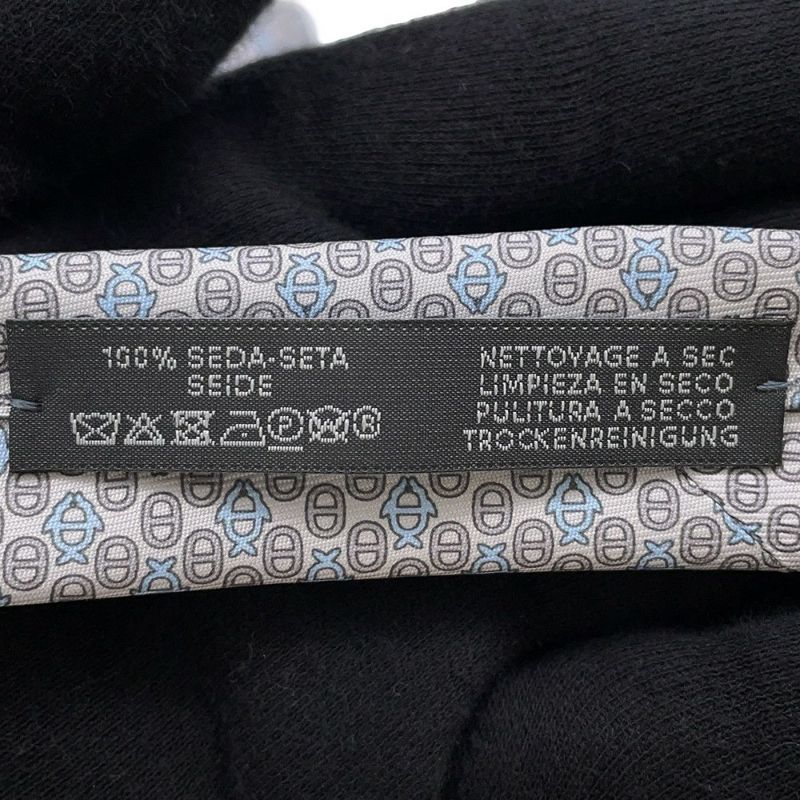 100% SEDA-SETA
SEIDE
P W ®
NETTOYAGE A SEC
LIMPIEZA EN SECO
PULITURA A SECCO
TROCKENREINIGUNG